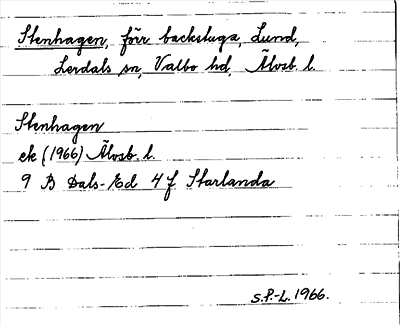 Stenhagen, förr backstuga, Lund,
Lerdals sn, Valbo hd, Älvsb. l.
Stenhagen
ek (1966) Älvsb. l.
9 B Dals-Ed 4 f Starlanda
S.P.-L. 1966.